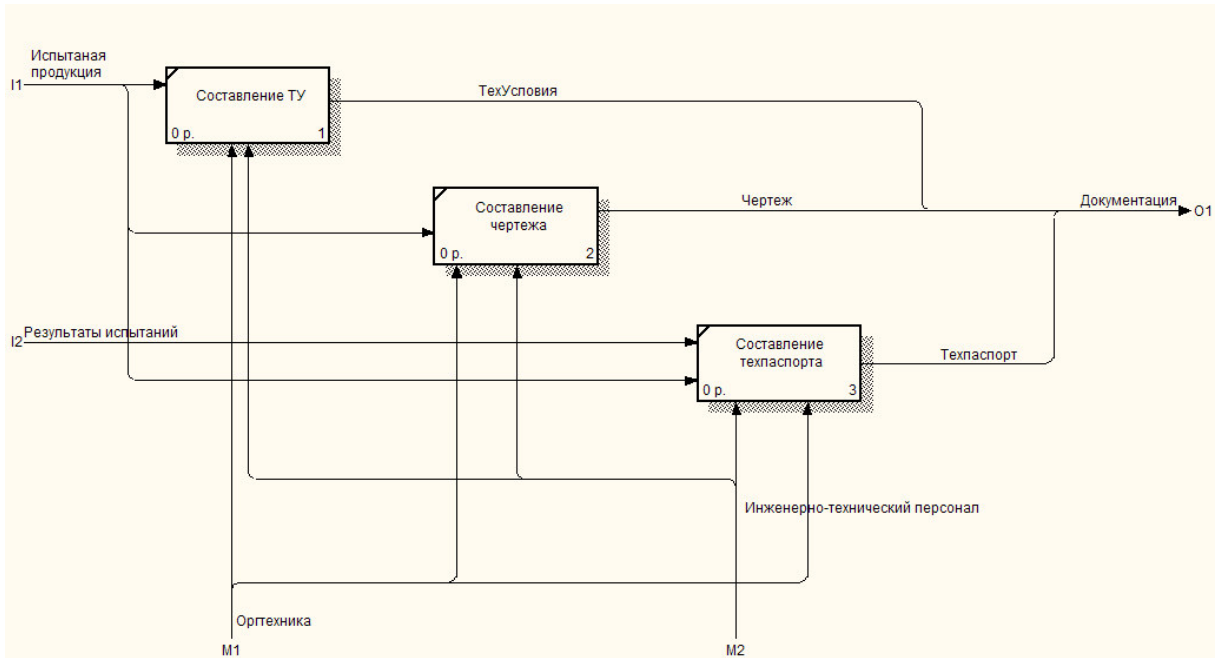 Испытаная
продукция
I1
Составление ТУ
0 р.
1
ТехУсловия
Составление
чертежа
0 р.
2
Чертеж
Документация
O1
Результаты испытаний
I2
Составление
техпаспорта
0 р.
3
Техпаспорт
Инженерно-технический персонал
Оргтехника
M1
M2